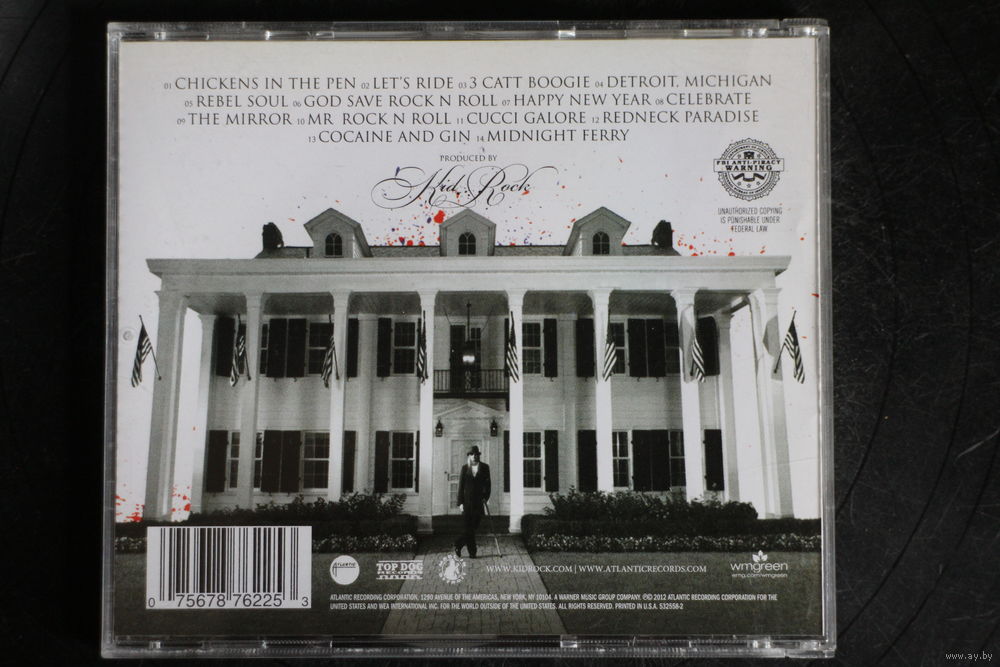 01 CHICKENS IN THE PEN 02 LET'S RIDE 03 3 CATT BOOGIE 04 DETROIT, MICHIGAN
05 REBEL SOUL 06 GOD SAVE ROCK N ROLL 07 HAPPY NEW YEAR 08 CELEBRATE
09 THE MIRROR 10 MR. ROCK N ROLL 11 CUCCI GALORE 12 REDNECK PARADISE
13 COCAINE AND GIN 14 MIDNIGHT FERRY
PRODUCED BY
Kid Rock
FBI ANTI-PIRACY
WARNING
UNAUTHORIZED COPYING
IS PUNISHABLE UNDER
FEDERAL LAW
0 75678 76225 3
ATLANTIC
TOP DOG
RECORDS
WWW.KIDROCK.COM | WWW.ATLANTICRECORDS.COM
wmgreen
wmg.com/wmgreen
ATLANTIC RECORDING CORPORATION, 1290 AVENUE OF THE AMERICAS, NEW YORK, NY 10104. A WARNER MUSIC GROUP COMPANY. ©℗ 2012 ATLANTIC RECORDING CORPORATION FOR THE
UNITED STATES AND WEA INTERNATIONAL INC. FOR THE WORLD OUTSIDE OF THE UNITED STATES. ALL RIGHTS RESERVED. PRINTED IN U.S.A. 532556-2
www.ay.by